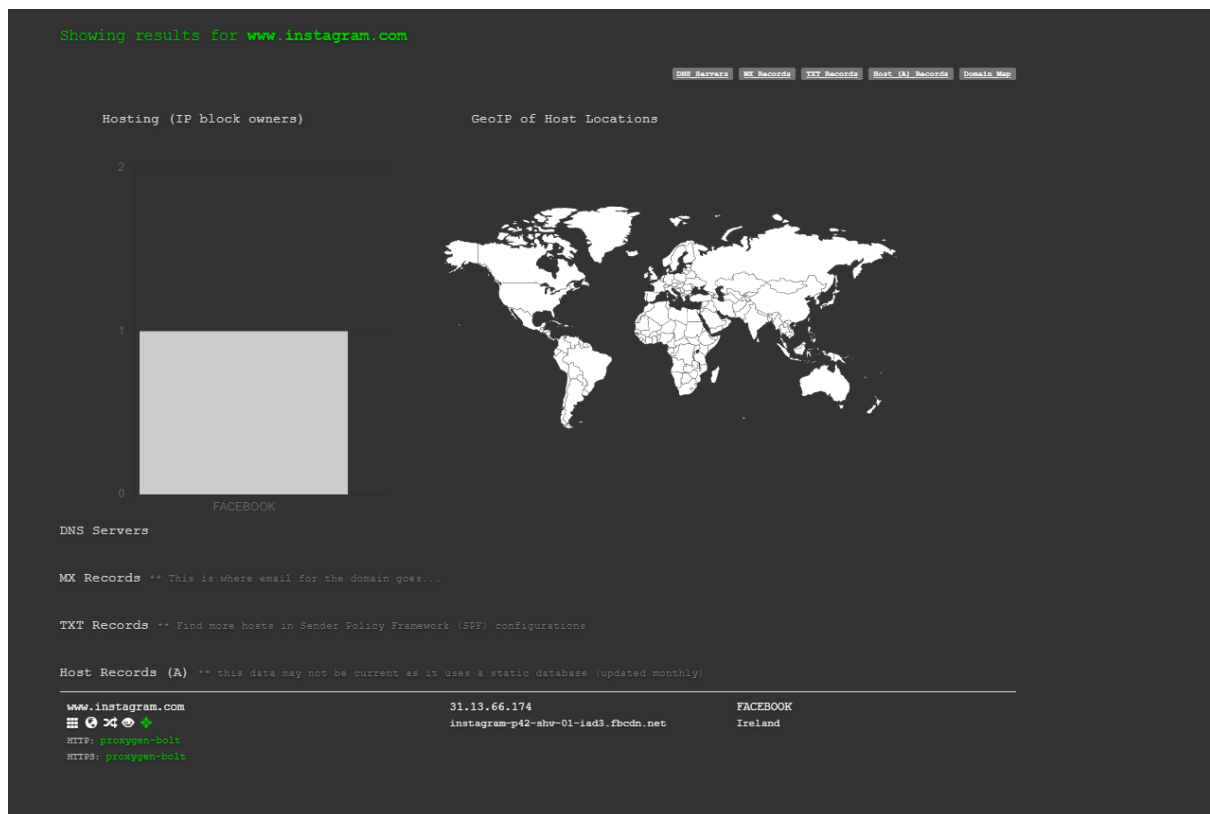 Showing results for www.instagram.com
DNS Servers MX Records TXT Records Host (A) Records Domain Map
Hosting (IP block owners)
GeoIP of Host Locations
2
1
0
FACEBOOK
DNS Servers
MX Records ** This is where email for the domain goes...
TXT Records ** Find more hosts in Sender Policy Framework (SPF) configurations
Host Records (A) ** this data may not be current as it uses a static database (updated monthly)
www.instagram.com 31.13.66.174 FACEBOOK
instagram-p42-shv-01-iad3.fbcdn.net Ireland
HTTP: proxygen-bolt
HTTPS: proxygen-bolt